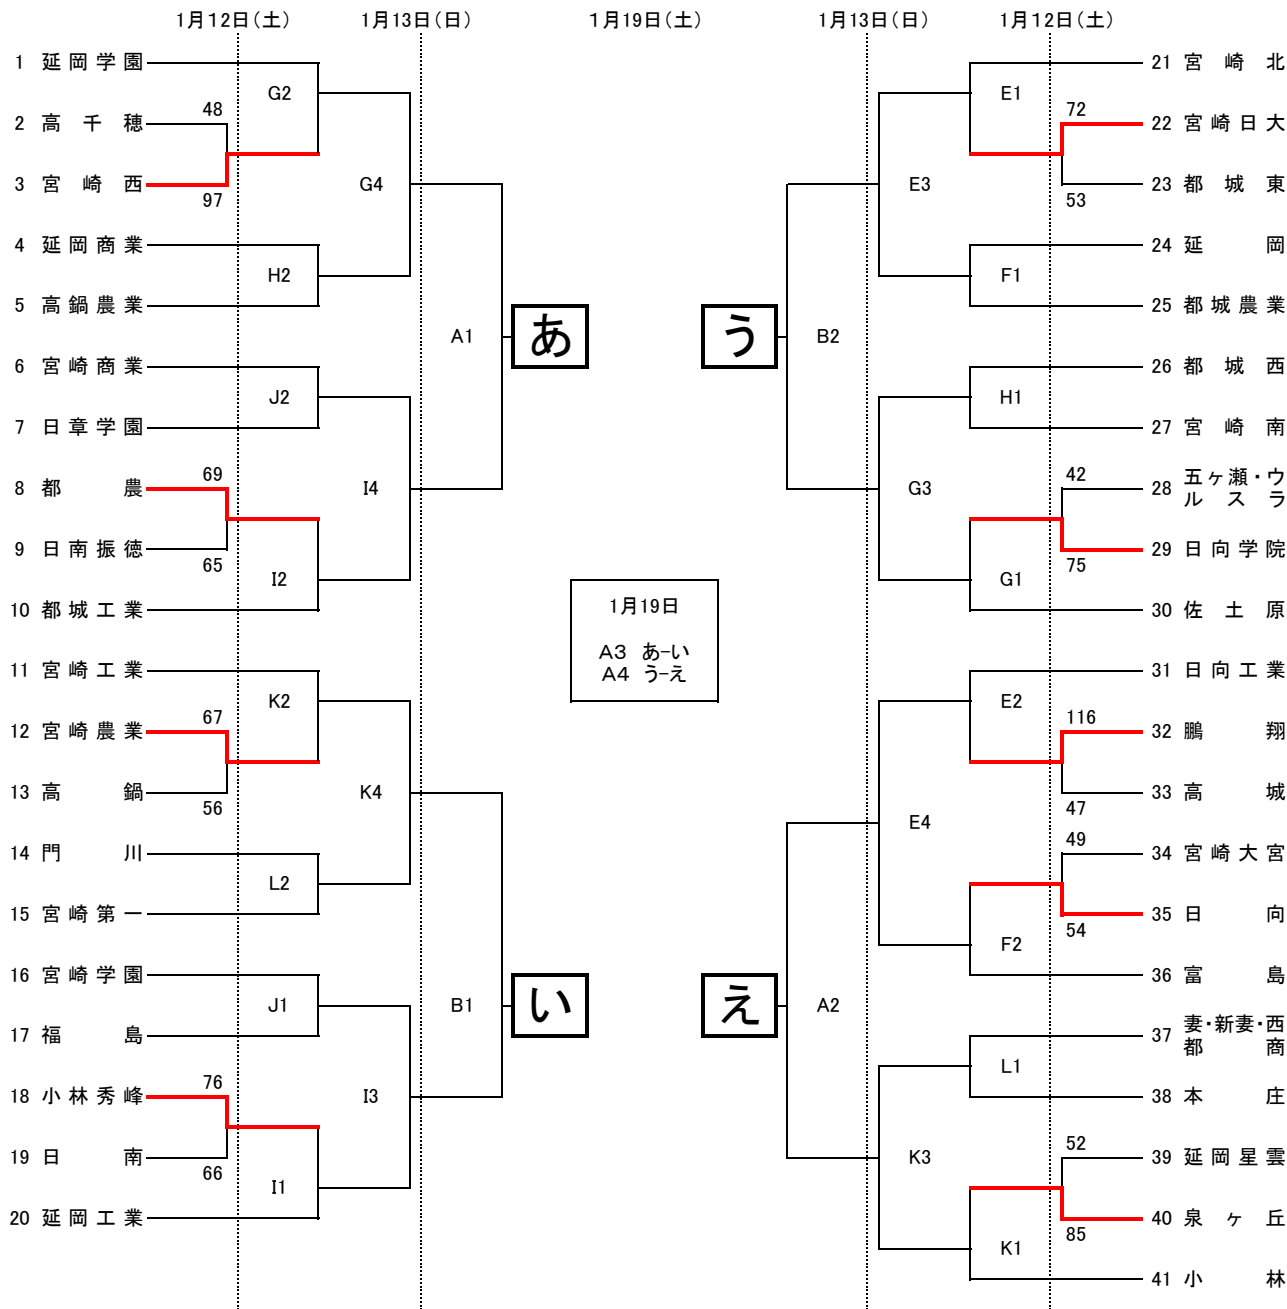 1月12日(土) 1月13日(日) 1月19日(土) 1月13日(日) 1月12日(土)
1 延岡学園
G2
48
2 高千穂
3 宮崎西
97
G4
4 延岡商業
H2
5 高鍋農業
A1
あ
6 宮崎商業
J2
7 日章学園
69
8 都農
I4
9 日南振徳
65
I2
10 都城工業
11 宮崎工業
K2
67
12 宮崎農業
13 高鍋
56
K4
14 門川
L2
15 宮崎第一
16 宮崎学園
J1
B1
い
17 福島
76
18 小林秀峰
I3
19 日南
66
I1
20 延岡工業
1月19日
A3 あ-い
A4 う-え
21 宮崎北
E1
72
22 宮崎日大
23 都城東
53
E3
24 延岡
F1
25 都城農業
う
B2
26 都城西
H1
27 宮崎南
42
28 五ヶ瀬・ウ
ルスラ
G3
29 日向学院
75
G1
30 佐土原
31 日向工業
E2
116
32 鵬翔
33 高城
47
E4
49
34 宮崎大宮
35 日向
54
F2
36 富島
え
A2
37 妻・新妻・西
都商
L1
38 本庄
52
39 延岡星雲
K3
40 泉ヶ丘
85
K1
41 小林